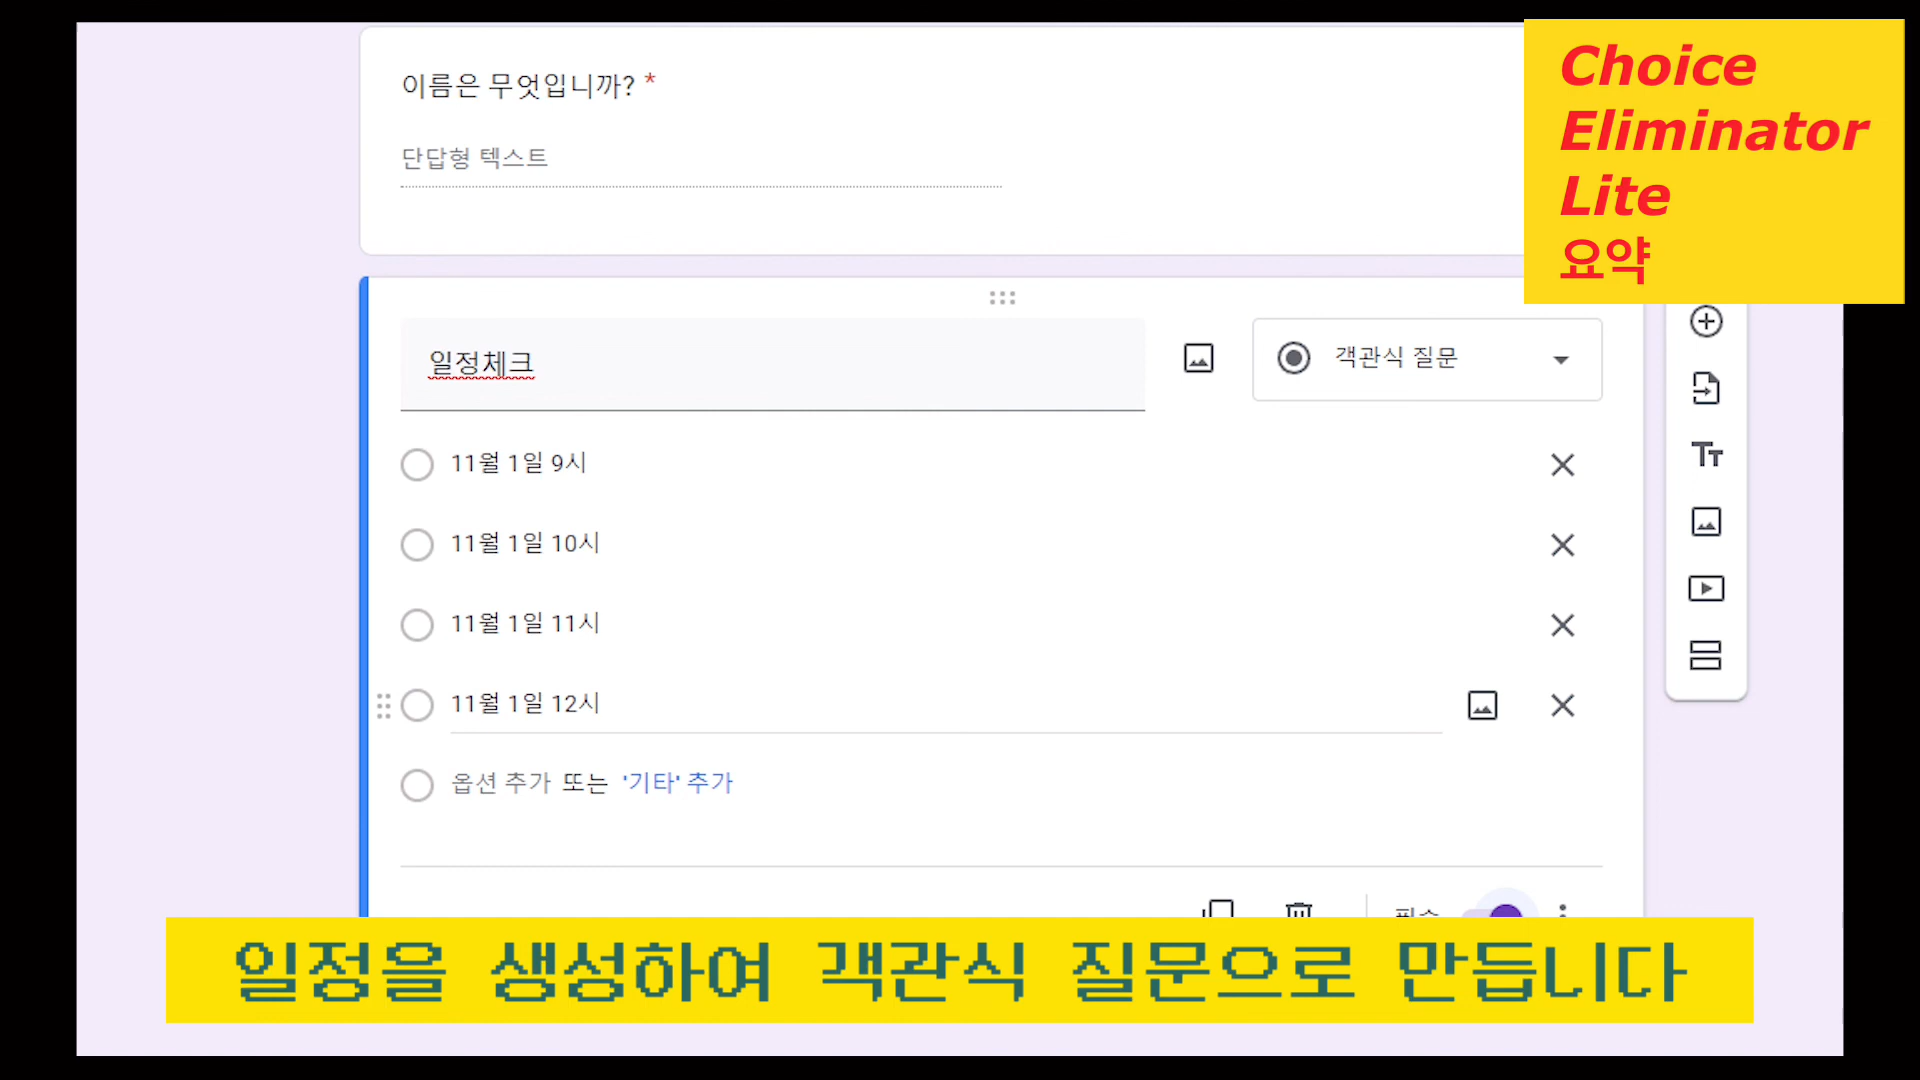 Choice
Eliminator
Lite
요약
이름은 무엇입니까? *
단답형 텍스트
일정체크
객관식 질문
11월 1일 9시
11월 1일 10시
11월 1일 11시
11월 1일 12시
옵션 추가 또는 '기타' 추가
필수
일정을 생성하여 객관식 질문으로 만듭니다